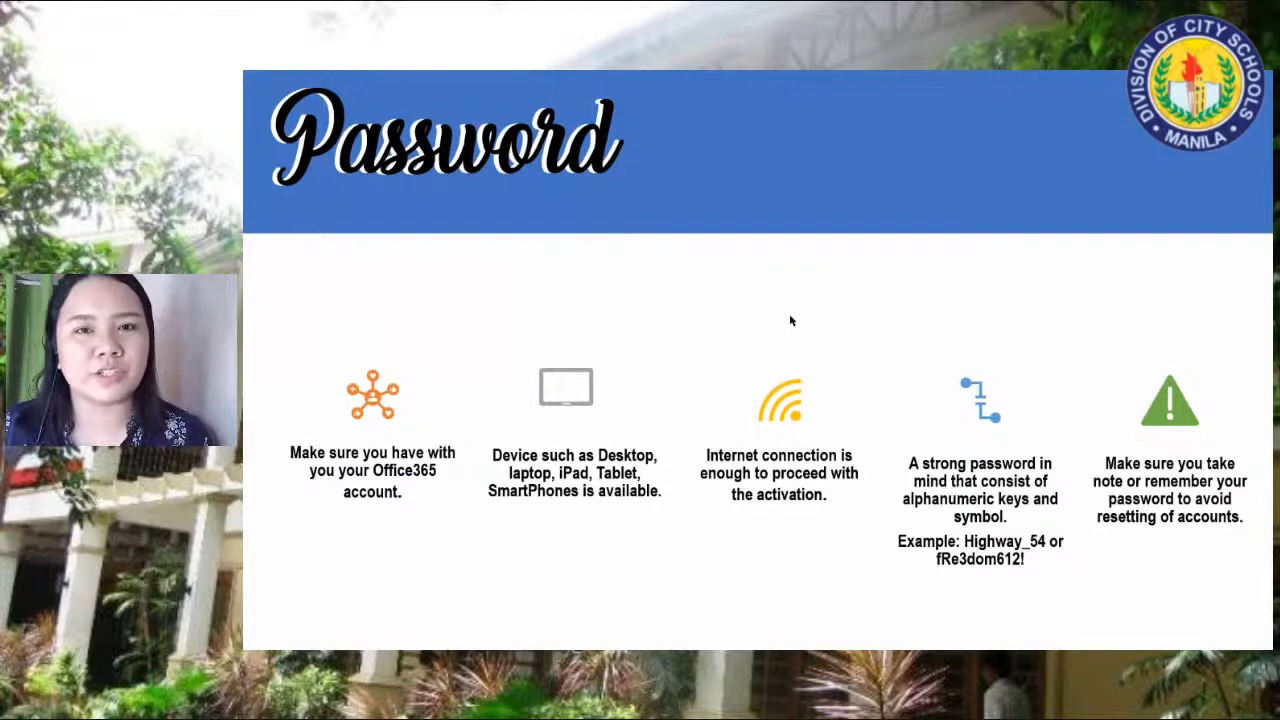 DIVISION OF CITY SCHOOLS
• MANILA •
Password
Make sure you have with
you your Office365
account.
Device such as Desktop,
laptop, iPad, Tablet,
SmartPhones is available.
Internet connection is
enough to proceed with
the activation.
A strong password in
mind that consist of
alphanumeric keys and
symbol.
Example: Highway_54 or
fRe3dom612!
Make sure you take
note or remember your
password to avoid
resetting of accounts.